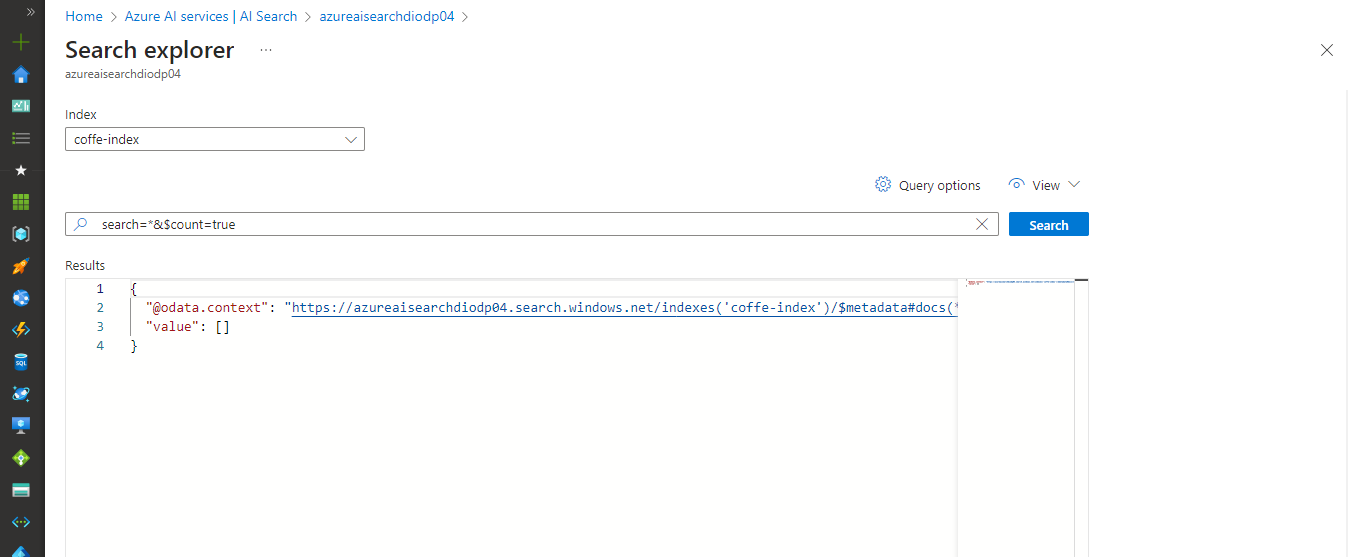 Home > Azure AI services | AI Search > azureaisearchdiodp04 >
Search explorer ...
azureaisearchdiodp04
Index
coffe-index
Query options View
search=*&$count=true Search
Results
1 {
2 "@odata.context": "https://azureaisearchdiodp04.search.windows.net/indexes('coffe-index')/$metadata#docs(*
3 "value": []
4 }
SQL